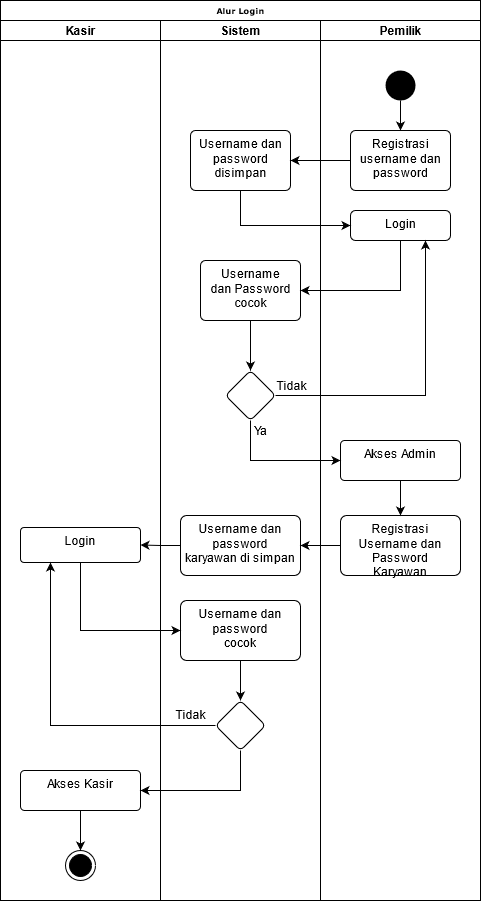 Alur Login
Kasir
Sistem
Pemilik
Username dan
password
disimpan
Registrasi
username dan
password
Login
Username
dan Password
cocok
Tidak
Ya
Akses Admin
Login
Username dan
password
karyawan di simpan
Registrasi
Username dan
Password
Karyawan
Username dan
password
cocok
Tidak
Akses Kasir